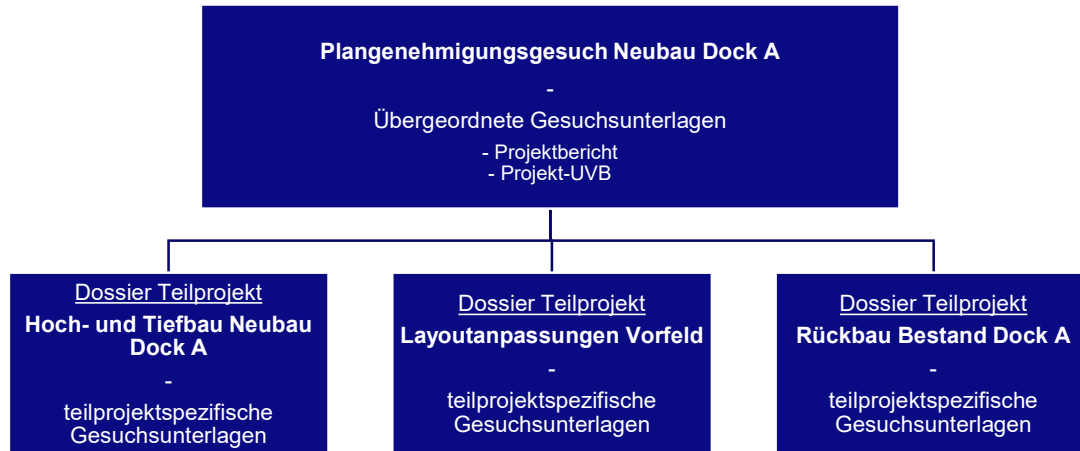 Plangenehmigungsgesuch Neubau Dock A
-
Übergeordnete Gesuchsunterlagen
- Projektbericht
- Projekt-UVB
Dossier Teilprojekt
Hoch- und Tiefbau Neubau
Dock A
-
teilprojektspezifische
Gesuchsunterlagen
Dossier Teilprojekt
Layoutanpassungen Vorfeld
-
teilprojektspezifische
Gesuchsunterlagen
Dossier Teilprojekt
Rückbau Bestand Dock A
-
teilprojektspezifische
Gesuchsunterlagen